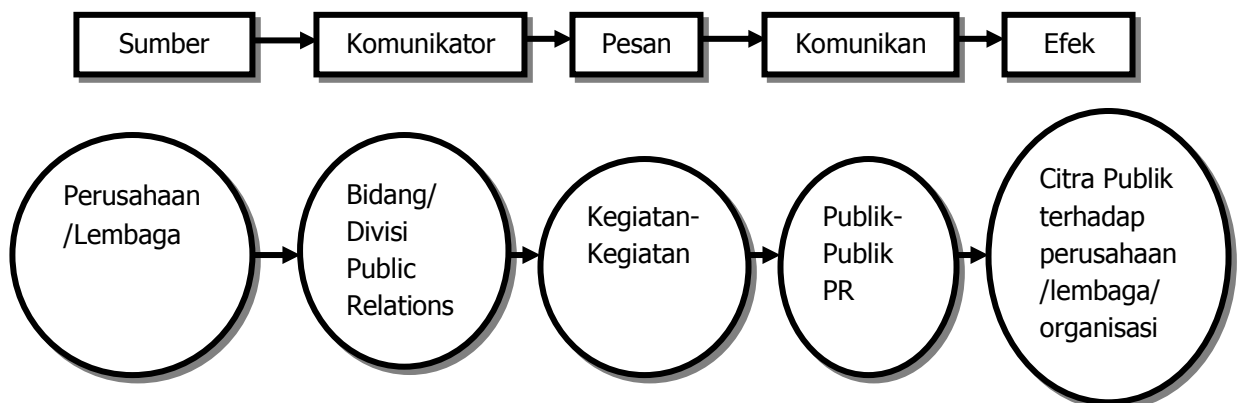 Sumber
Komunikator
Pesan
Komunikan
Efek
Perusahaan
/Lembaga
Bidang/
Divisi
Public
Relations
Kegiatan-
Kegiatan
Publik-
Publik
PR
Citra Publik
terhadap
perusahaan
/lembaga/
organisasi